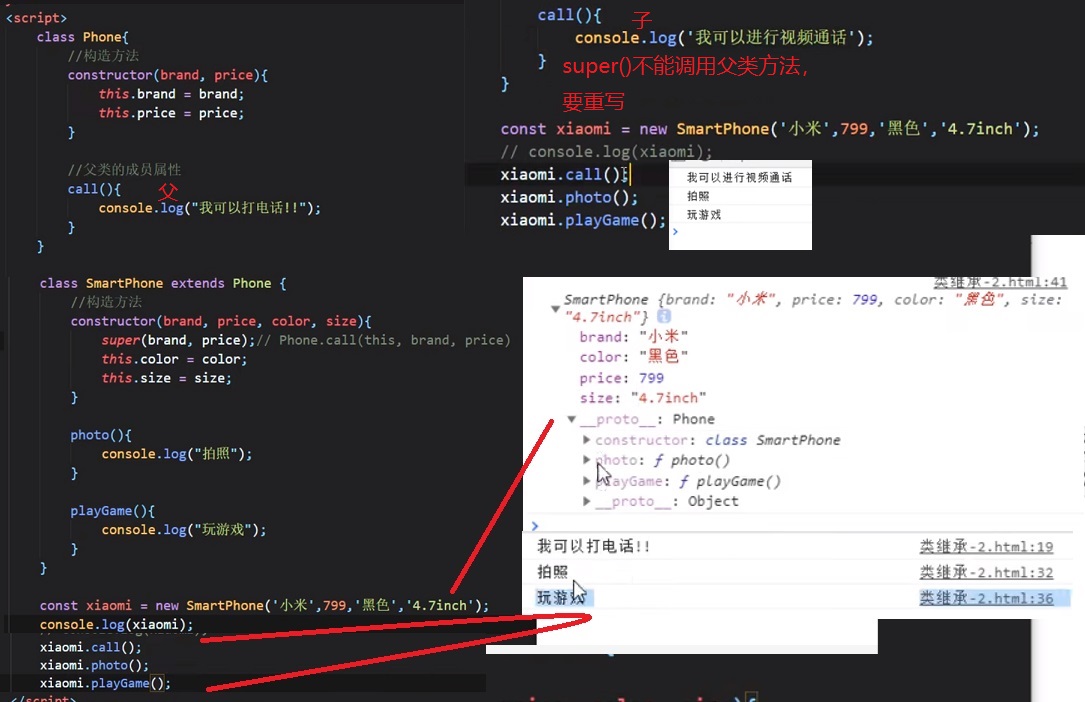 <script>
class Phone{
//构造方法
constructor(brand, price){
this.brand = brand;
this.price = price;
}
//父类的成员属性
call(){
父
console.log("我可以打电话!!");
}
}
class SmartPhone extends Phone {
//构造方法
constructor(brand, price, color, size){
super(brand, price);// Phone.call(this, brand, price)
this.color = color;
this.size = size;
}
photo(){
console.log("拍照");
}
playGame(){
console.log("玩游戏");
}
}
const xiaomi = new SmartPhone('小米',799,'黑色','4.7inch');
console.log(xiaomi);
xiaomi.call();
xiaomi.photo();
xiaomi.playGame();
</script>
call(){
子
console.log('我可以进行视频通话');
}
super()不能调用父类方法,
要重写
}
const xiaomi = new SmartPhone('小米',799,'黑色','4.7inch');
// console.log(xiaomi);
xiaomi.call();
xiaomi.photo();
xiaomi.playGame();
我可以进行视频通话
拍照
玩游戏
>
类继承-2.html:41
SmartPhone {brand: "小米", price: 799, color: "黑色", size:
"4.7inch"}
brand: "小米"
color: "黑色"
price: 799
size: "4.7inch"
__proto__: Phone
constructor: class SmartPhone
photo: ƒ photo()
playGame: ƒ playGame()
__proto__: Object
>
我可以打电话!! 类继承-2.html:19
拍照 类继承-2.html:32
玩游戏 类继承-2.html:36